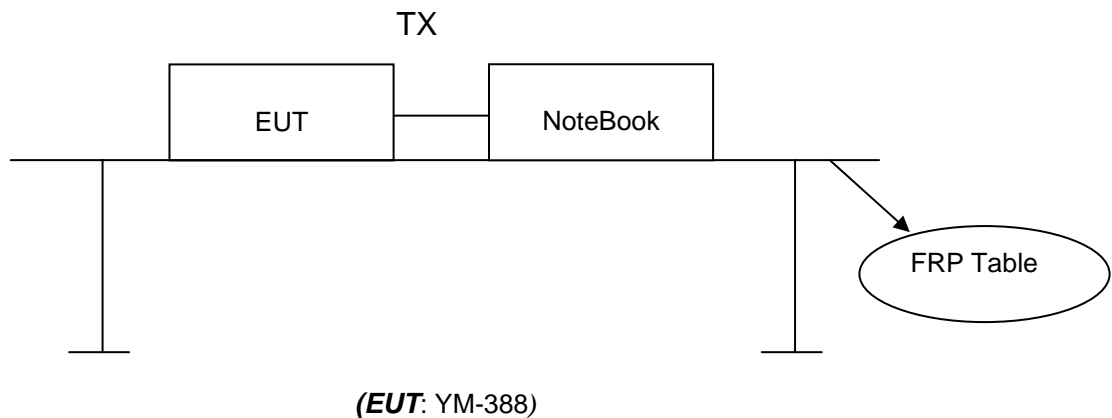 TX
EUT
NoteBook
FRP Table
(EUT: YM-388)